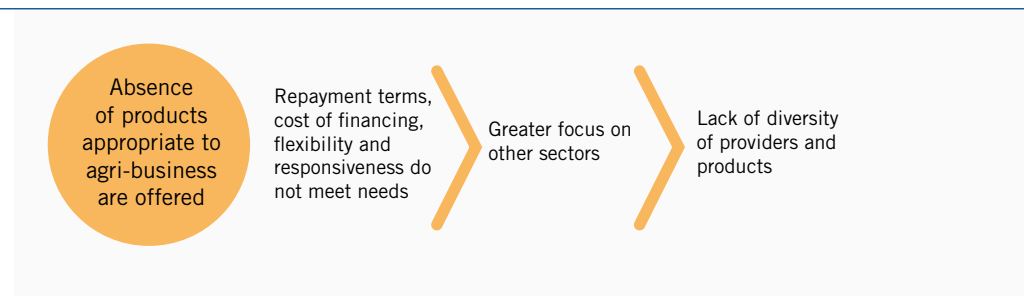 Absence
of products
appropriate to
agri-business
are offered
Repayment terms,
cost of financing,
flexibility and
responsiveness do
not meet needs
Greater focus on
other sectors
Lack of diversity
of providers and
products